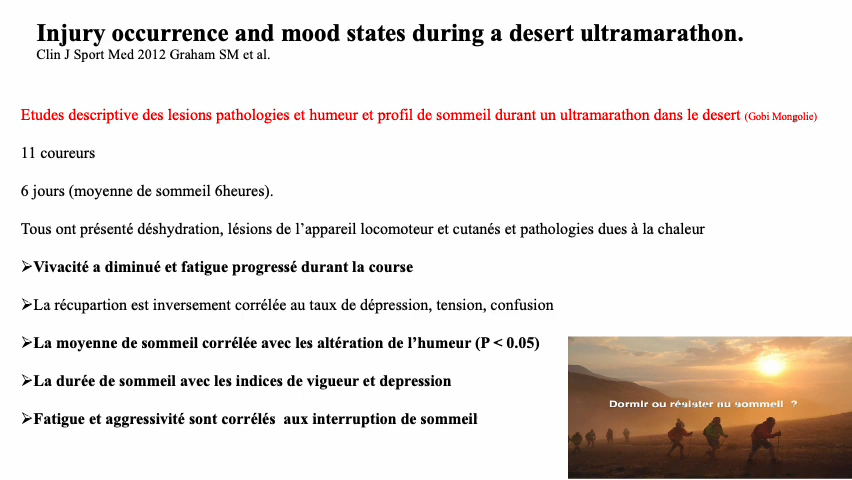 Injury occurrence and mood states during a desert ultramarathon.
Clin J Sport Med 2012 Graham SM et al.
Etudes descriptive des lesions pathologies et humeur et profil de sommeil durant un ultramarathon dans le desert (Gobi Mongolie)
11 coureurs
6 jours (moyenne de sommeil 6heures).
Tous ont présenté déshydration, lésions de l’appareil locomoteur et cutanés et pathologies dues à la chaleur
➢Vivacité a diminué et fatigue progressé durant la course
➢La récupartion est inversement corrélée au taux de dépression, tension, confusion
➢La moyenne de sommeil corrélée avec les altération de l’humeur (P < 0.05)
➢La durée de sommeil avec les indices de vigueur et depression
➢Fatigue et aggressivité sont corrélés aux interruption de sommeil
Dormir ou résister au sommeil ?